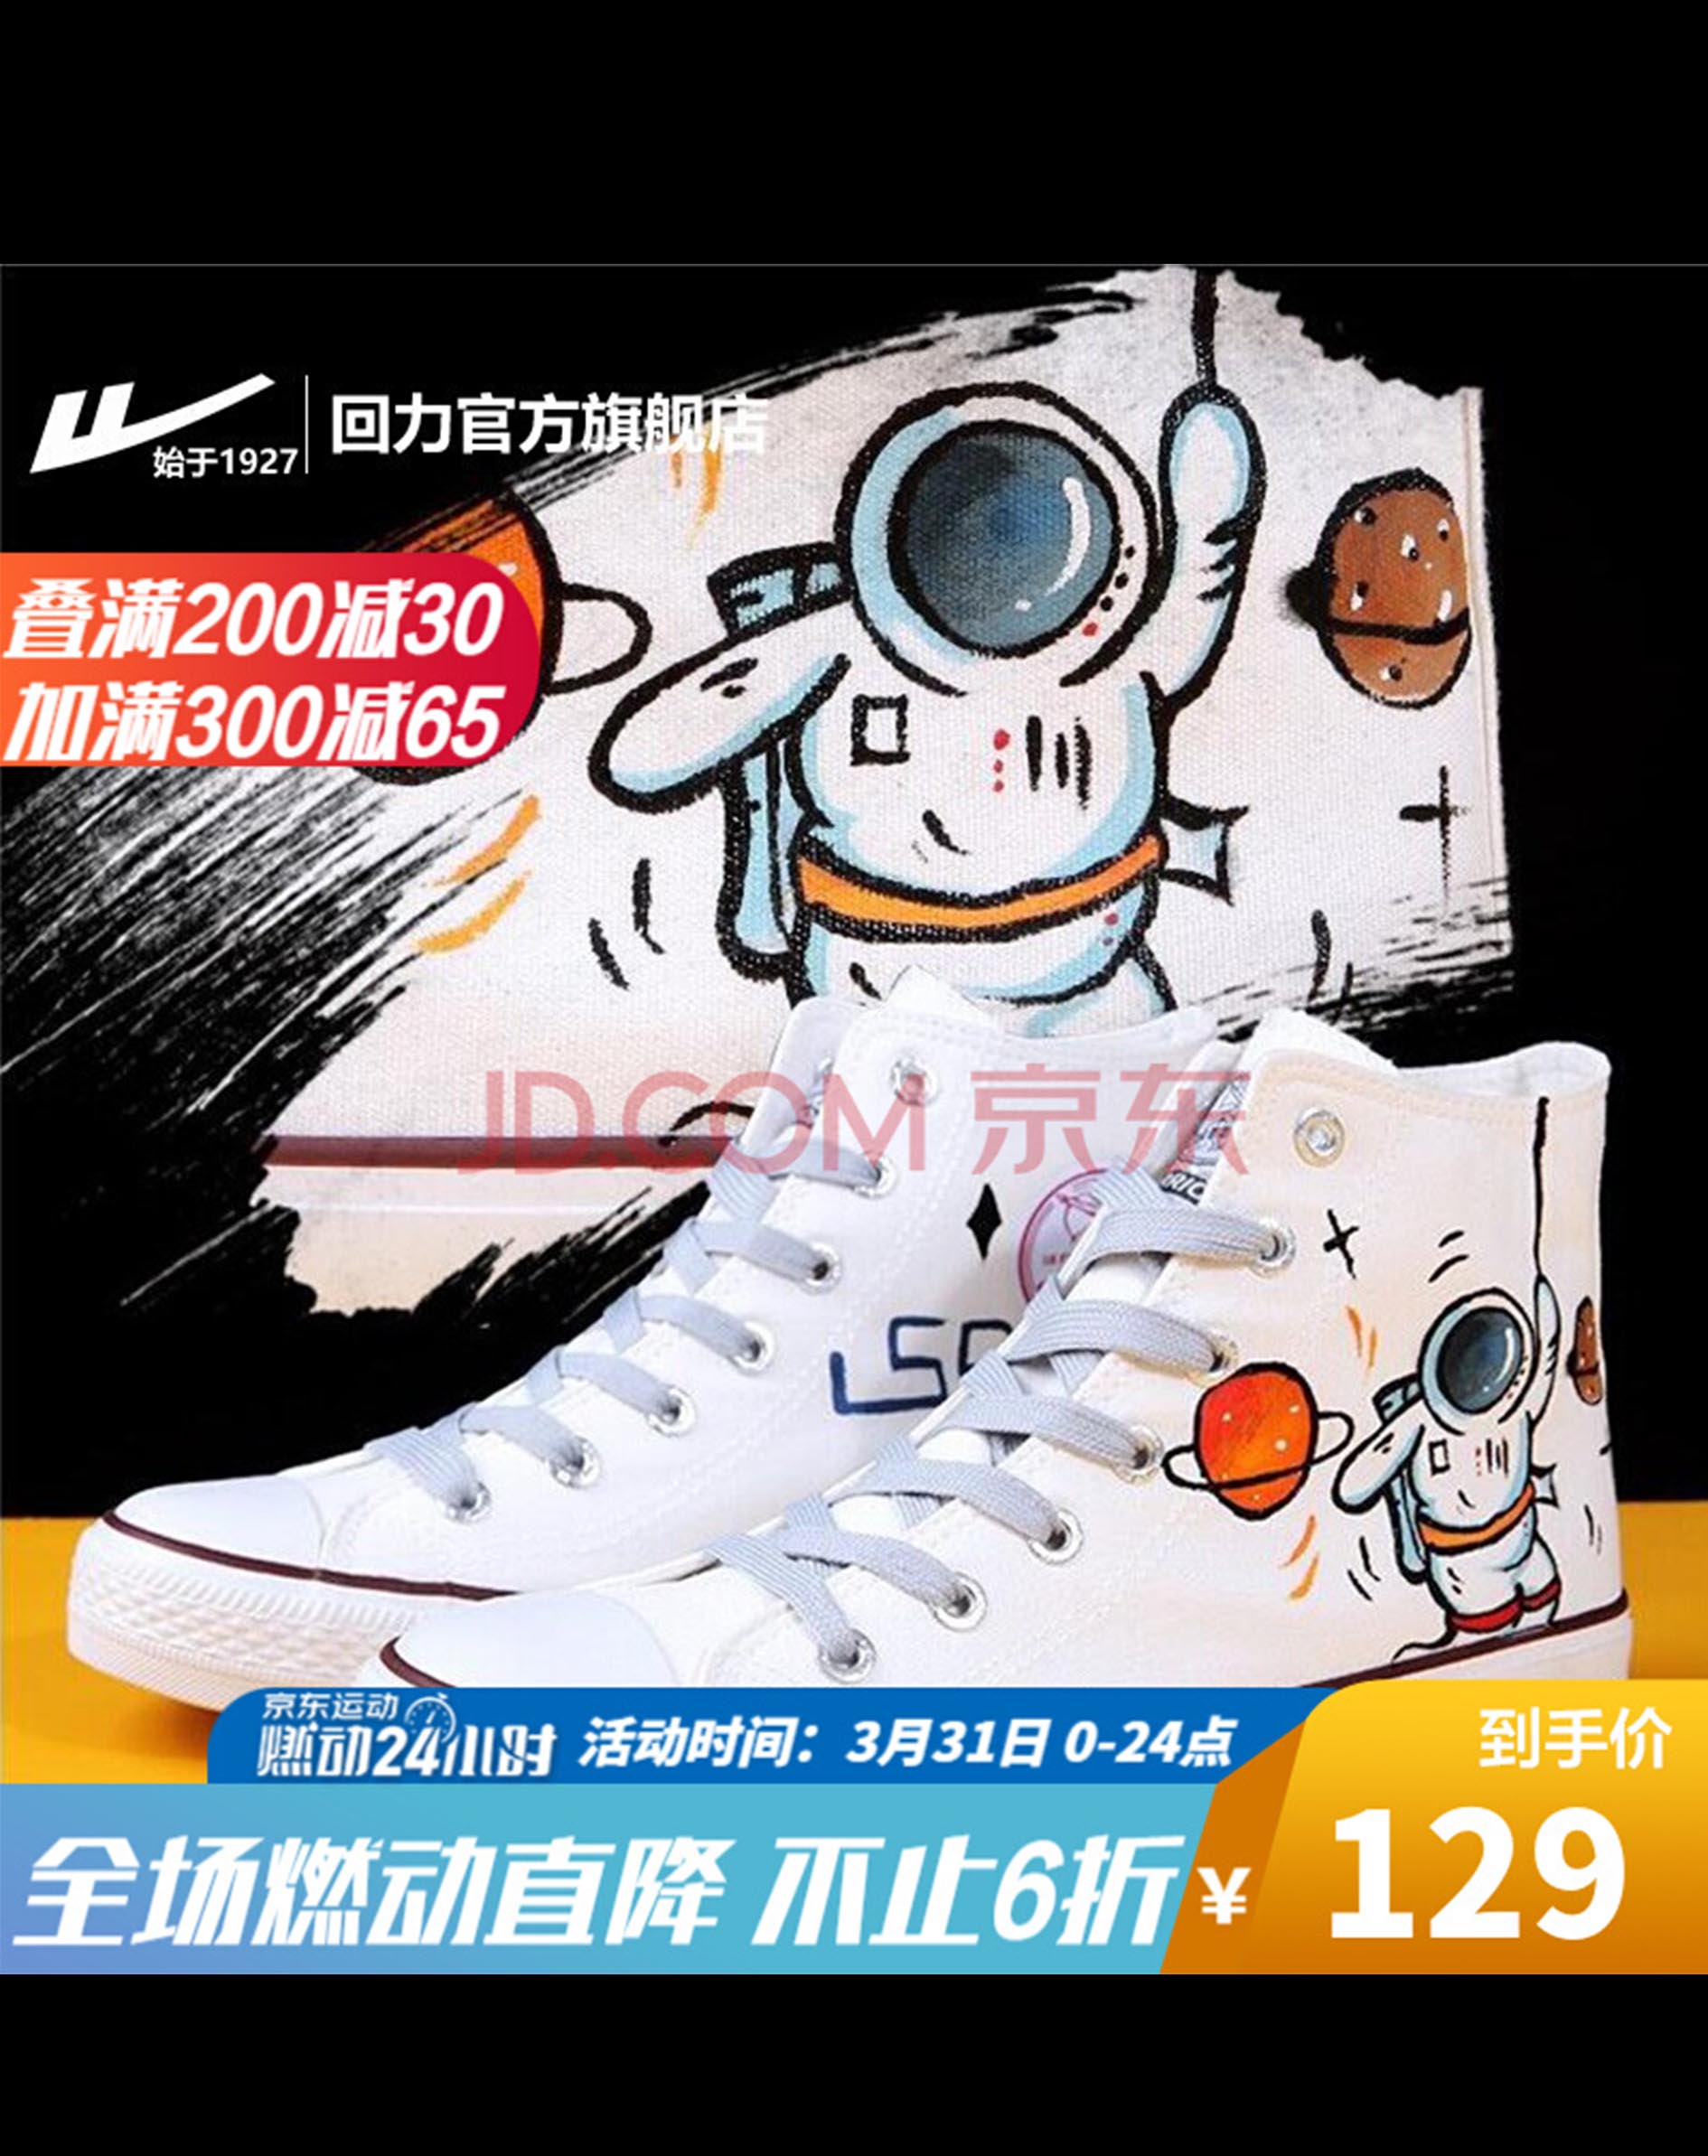 回力官方旗舰店
始于1927
叠满200减30
加满300减65
JD.COM 京东
京东运动
燃动24小时
活动时间：3月31日 0-24点
到手价
全场燃动直降 不止6折
¥ 129